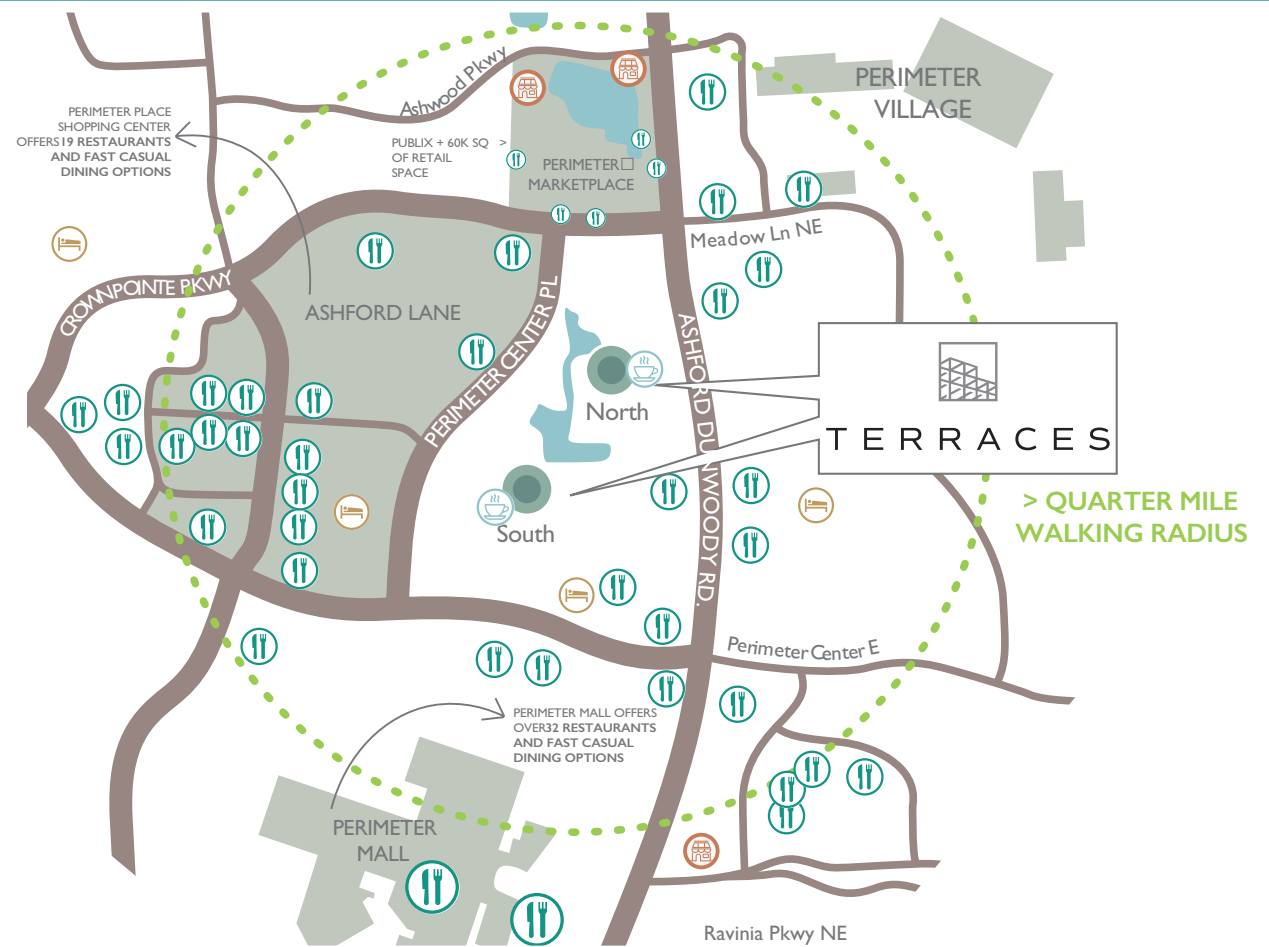 Ashwood Pkwy
PERIMETER
VILLAGE
PERIMETER PLACE
SHOPPING CENTER
OFFERS19 RESTAURANTS
AND FAST CASUAL
DINING OPTIONS
PUBLIX + 60K SQ >
OF RETAIL
SPACE
PERIMETER□
MARKETPLACE
Meadow Ln NE
CROWNPOINTE PKWY
ASHFORD LANE
PERIMETER CENTER PL
ASHFORD DUNWOODY RD.
North
TERRACES
South
> QUARTER MILE
WALKING RADIUS
Perimeter Center E
PERIMETER MALL OFFERS
OVER32 RESTAURANTS
AND FAST CASUAL
DINING OPTIONS
PERIMETER
MALL
Ravinia Pkwy NE